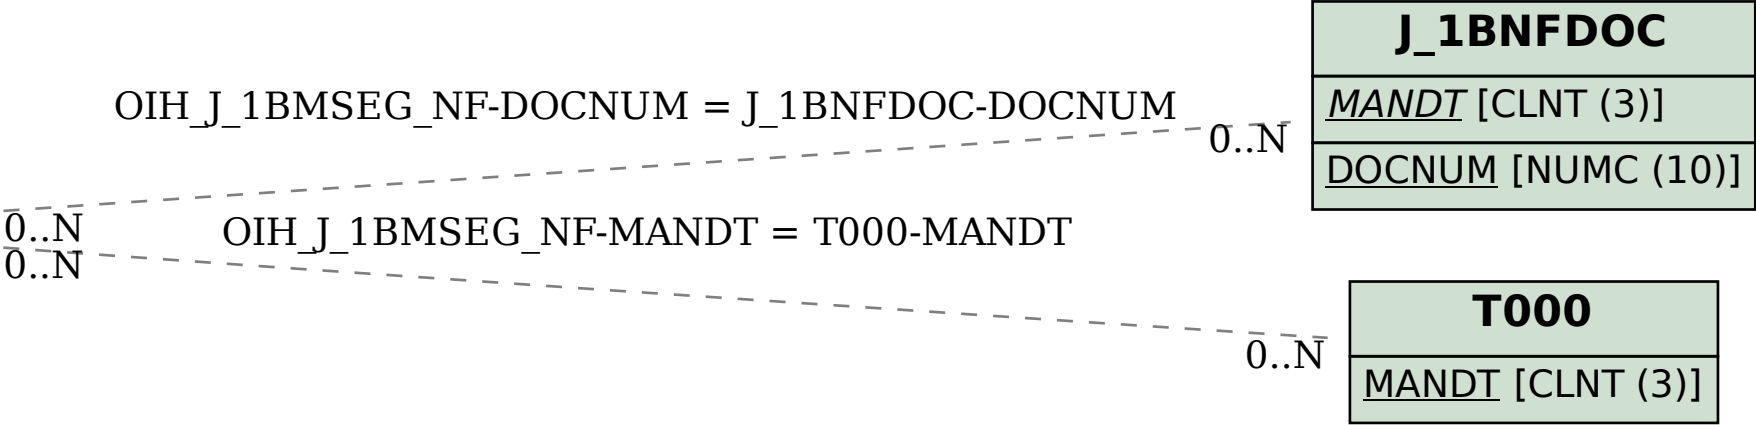 J_1BNFDOC
MANDT [CLNT (3)]
DOCNUM [NUMC (10)]
OIH_J_1BMSEG_NF-DOCNUM = J_1BNFDOC-DOCNUM
0..N
0..N
OIH_J_1BMSEG_NF-MANDT = T000-MANDT
0..N
0..N
T000
MANDT [CLNT (3)]